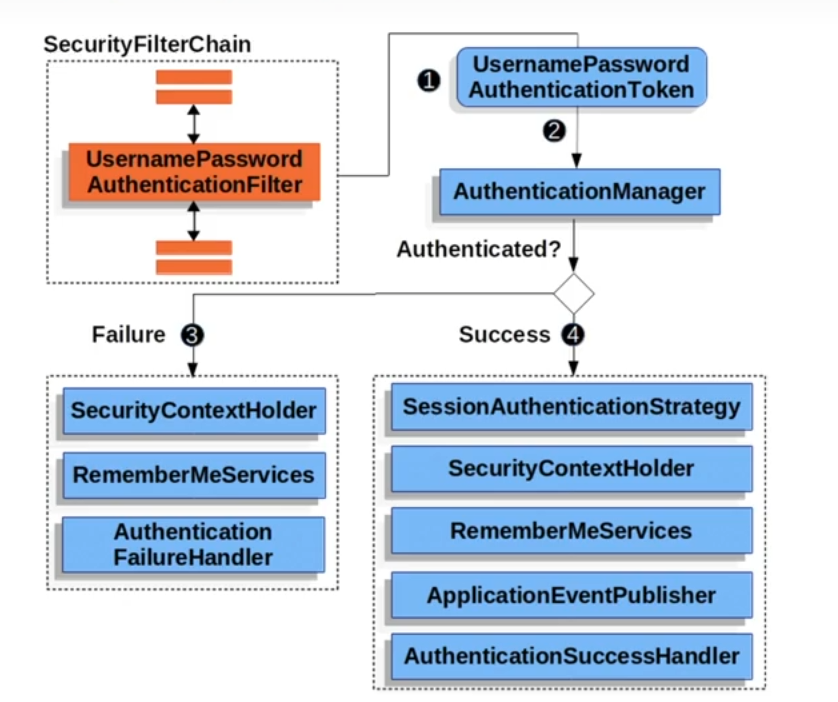 SecurityFilterChain
UsernamePassword
AuthenticationFilter
1
UsernamePassword
AuthenticationToken
2
AuthenticationManager
Authenticated?
Failure 3
Success 4
SecurityContextHolder
RememberMeServices
Authentication
FailureHandler
SessionAuthenticationStrategy
SecurityContextHolder
RememberMeServices
ApplicationEventPublisher
AuthenticationSuccessHandler